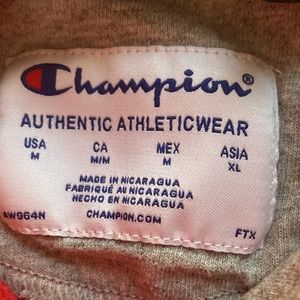 Champion®
AUTHENTIC ATHLETICWEAR
USA CA MEX ASIA
M M/M M XL
MADE IN NICARAGUA
FABRIQUÉ AU NICARAGUA
HECHO EN NICARAGUA
AW964N CHAMPION.COM FTX